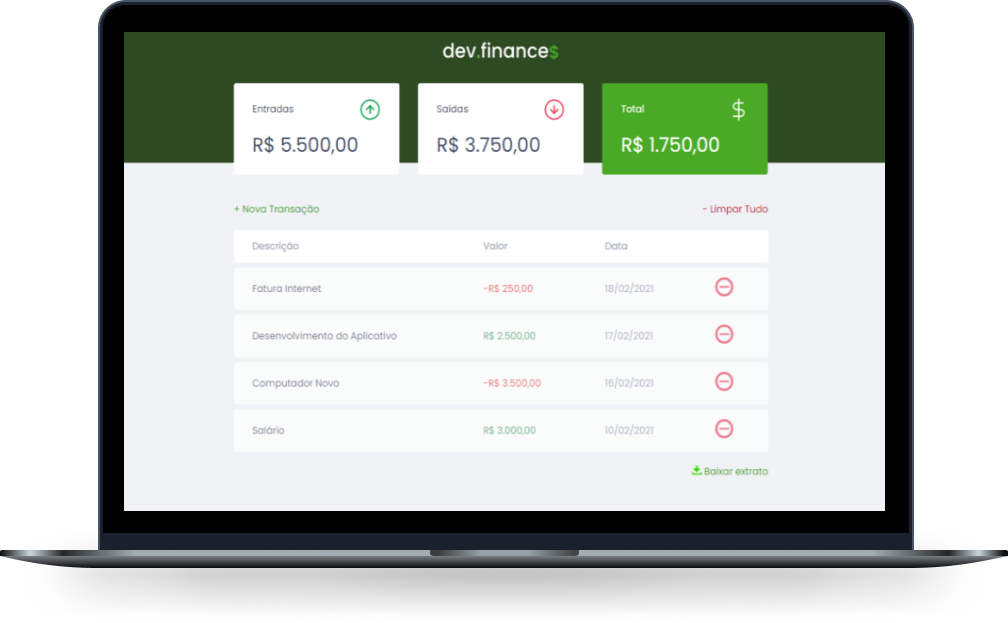 dev.finance$
Entradas
R$ 5.500,00
Saídas
R$ 3.750,00
Total
$
R$ 1.750,00
+ Nova Transação
- Limpar Tudo
Descrição Valor Data
Fatura Internet -R$ 250,00 18/02/2021
Desenvolvimento do Aplicativo R$ 2.500,00 17/02/2021
Computador Novo -R$ 3.500,00 16/02/2021
Salário R$ 3.000,00 10/02/2021
Baixar extrato